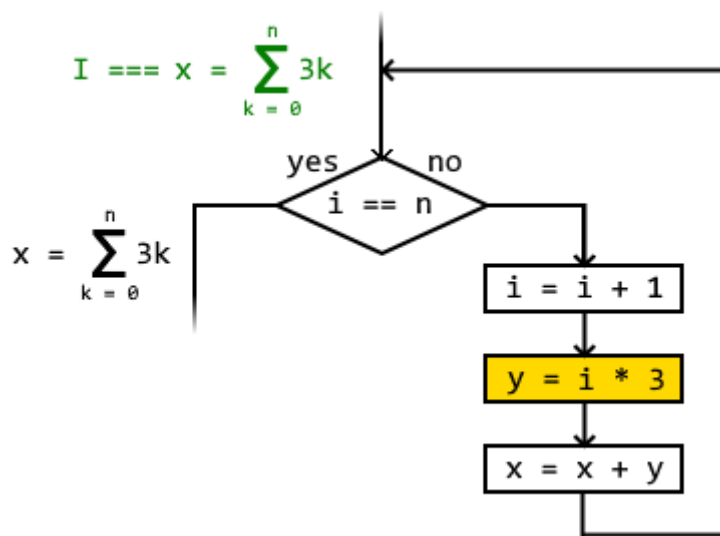 I === x = n ∑ k = 0 3k
yes no
i == n
x = n ∑ k = 0 3k
i = i + 1
y = i * 3
x = x + y